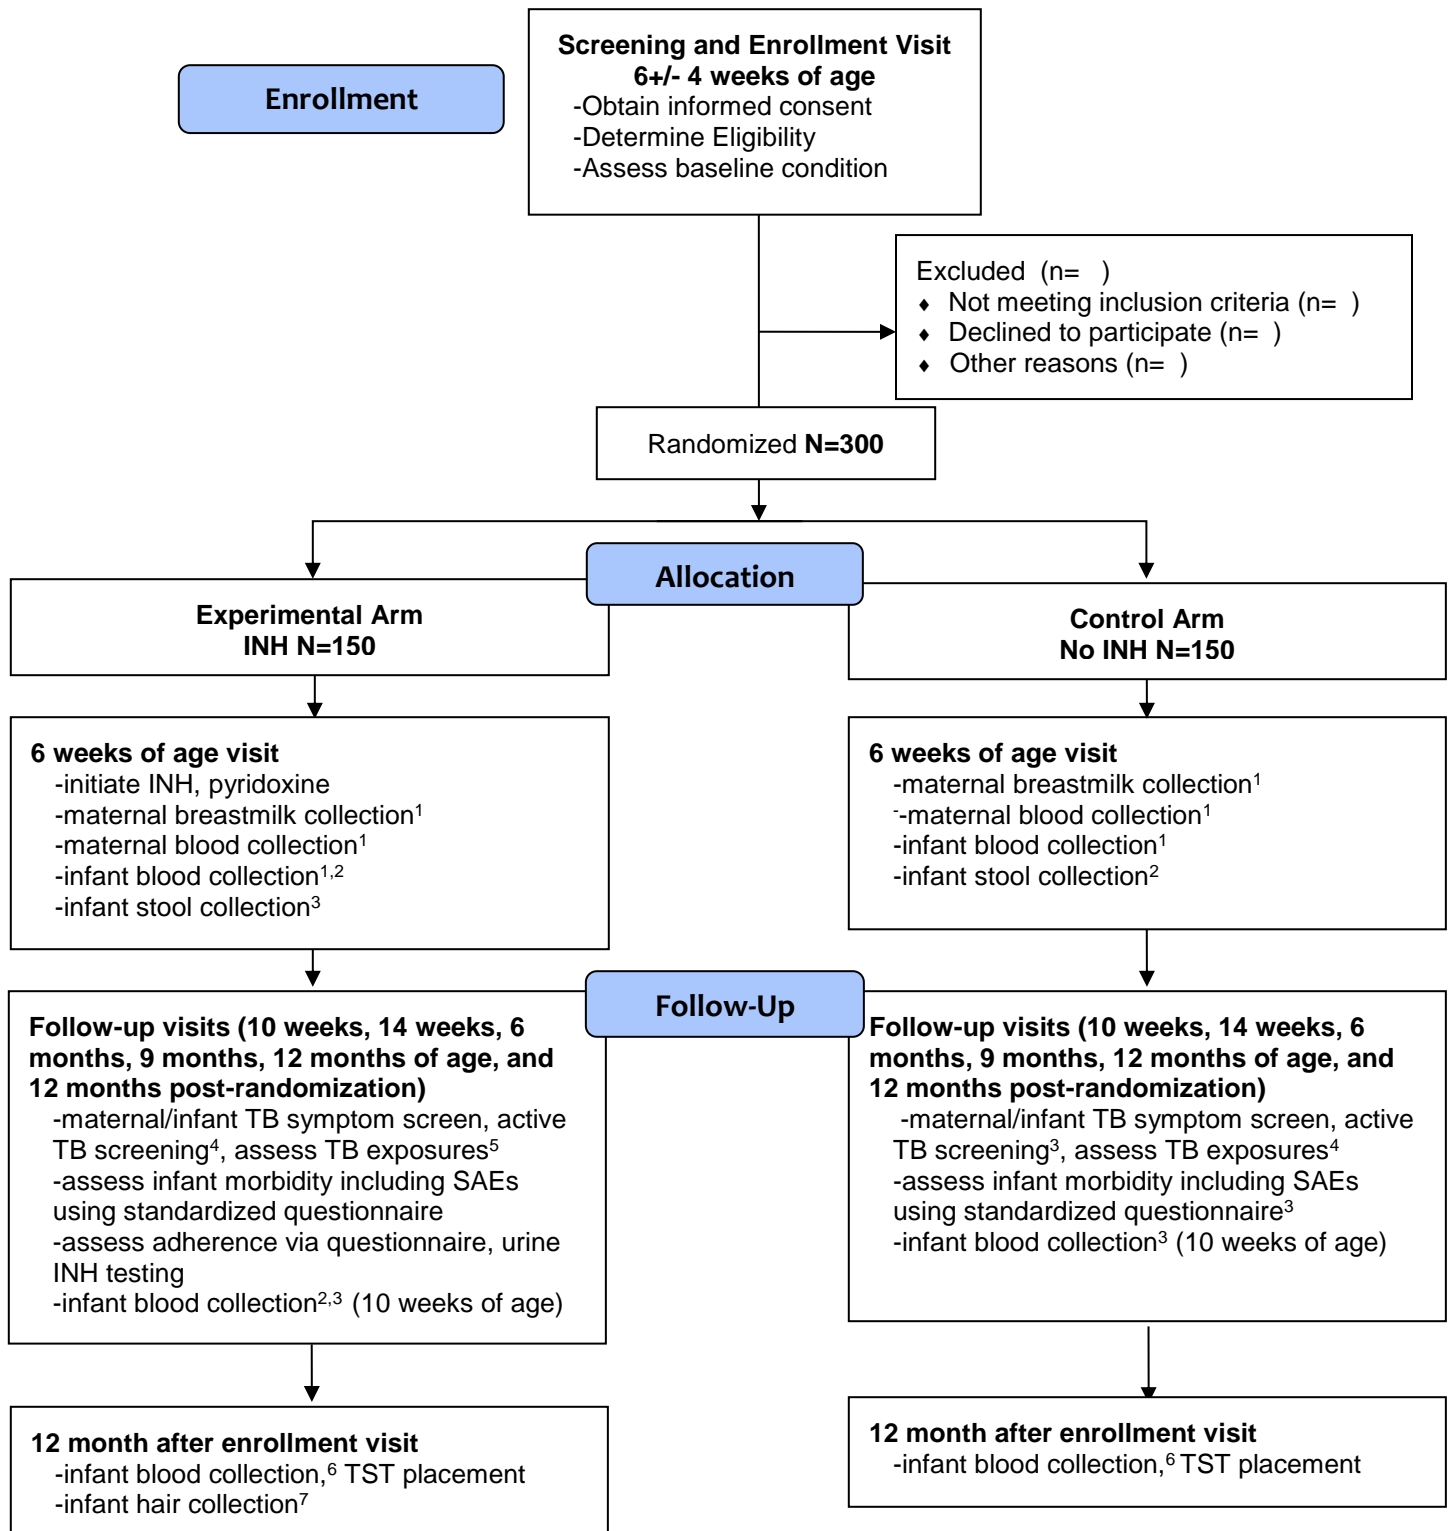 Screening and Enrollment Visit
6+/- 4 weeks of age
-Obtain informed consent
-Determine Eligibility
-Assess baseline condition
Enrollment
Excluded (n= )
♦ Not meeting inclusion criteria (n= )
♦ Declined to participate (n= )
♦ Other reasons (n= )
Randomized N=300
Allocation
Experimental Arm
INH N=150
Control Arm
No INH N=150
6 weeks of age visit
-initiate INH, pyridoxine
-maternal breastmilk collection¹
-maternal blood collection¹
-infant blood collection¹,²
-infant stool collection³
6 weeks of age visit
-maternal breastmilk collection¹
--maternal blood collection¹
-infant blood collection¹
-infant stool collection²
Follow-Up
Follow-up visits (10 weeks, 14 weeks, 6
months, 9 months, 12 months of age, and
12 months post-randomization)
-maternal/infant TB symptom screen, active
TB screening⁴, assess TB exposures⁵
-assess infant morbidity including SAEs
using standardized questionnaire
-assess adherence via questionnaire, urine
INH testing
-infant blood collection²,³ (10 weeks of age)
Follow-up visits (10 weeks, 14 weeks, 6
months, 9 months, 12 months of age, and
12 months post-randomization)
-maternal/infant TB symptom screen, active
TB screening³, assess TB exposures⁴
-assess infant morbidity including SAEs
using standardized questionnaire³
-infant blood collection³ (10 weeks of age)
12 month after enrollment visit
-infant blood collection,⁶ TST placement
-infant hair collection⁷
12 month after enrollment visit
-infant blood collection,⁶ TST placement